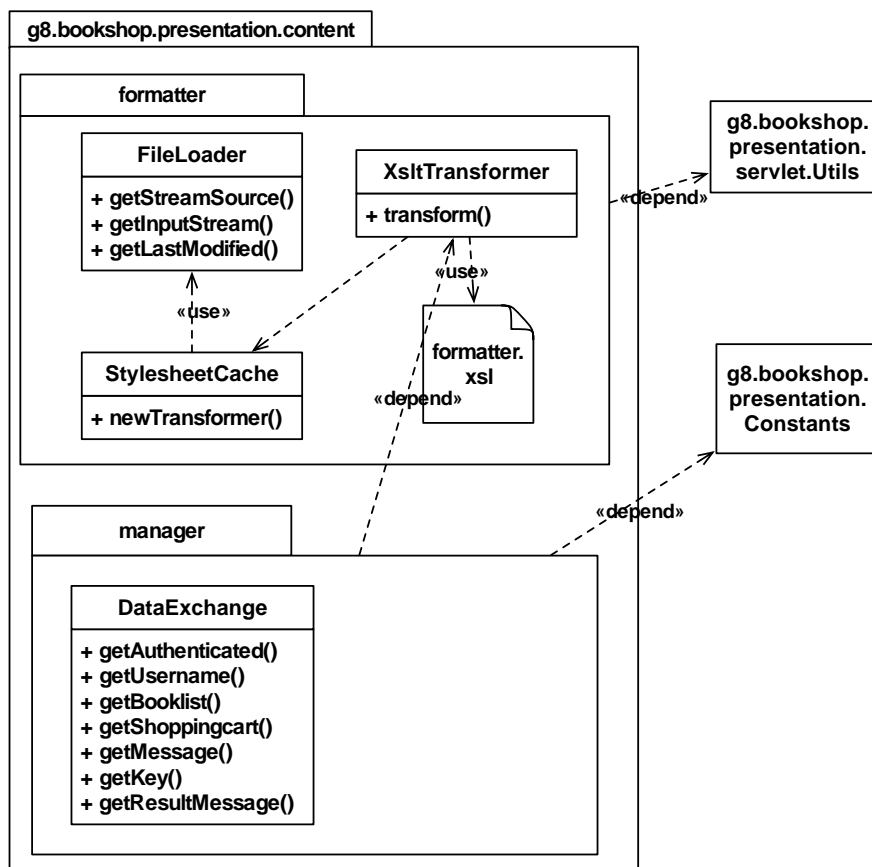 g8.bookshop.presentation.content
formatter
FileLoader
+ getStreamSource()
+ getInputStream()
+ getLastModified()
XsltTransformer
+ transform()
«use»
«use»
StylesheetCache
+ newTransformer()
formatter.
xsl
«depend»
g8.bookshop.
presentation.
servlet.Utils
«depend»
g8.bookshop.
presentation.
Constants
«depend»
manager
DataExchange
+ getAuthenticated()
+ getUsername()
+ getBooklist()
+ getShoppingcart()
+ getMessage()
+ getKey()
+ getResultMessage()